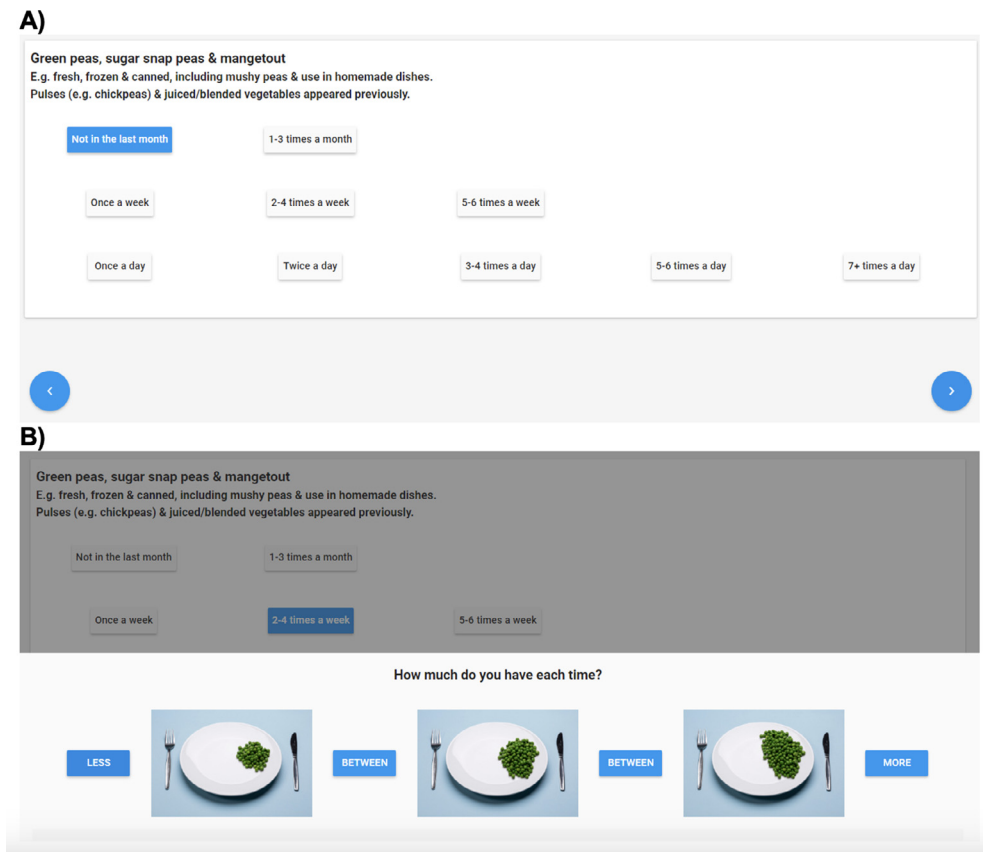 A)
Green peas, sugar snap peas & mangetout
E.g. fresh, frozen & canned, including mushy peas & use in homemade dishes.
Pulses (e.g. chickpeas) & juiced/blended vegetables appeared previously.
Not in the last month 1-3 times a month
Once a week 2-4 times a week 5-6 times a week
Once a day Twice a day 3-4 times a day 5-6 times a day 7+ times a day
B)
Green peas, sugar snap peas & mangetout
E.g. fresh, frozen & canned, including mushy peas & use in homemade dishes.
Pulses (e.g. chickpeas) & juiced/blended vegetables appeared previously.
Not in the last month 1-3 times a month
Once a week 2-4 times a week 5-6 times a week
How much do you have each time?
LESS BETWEEN BETWEEN MORE